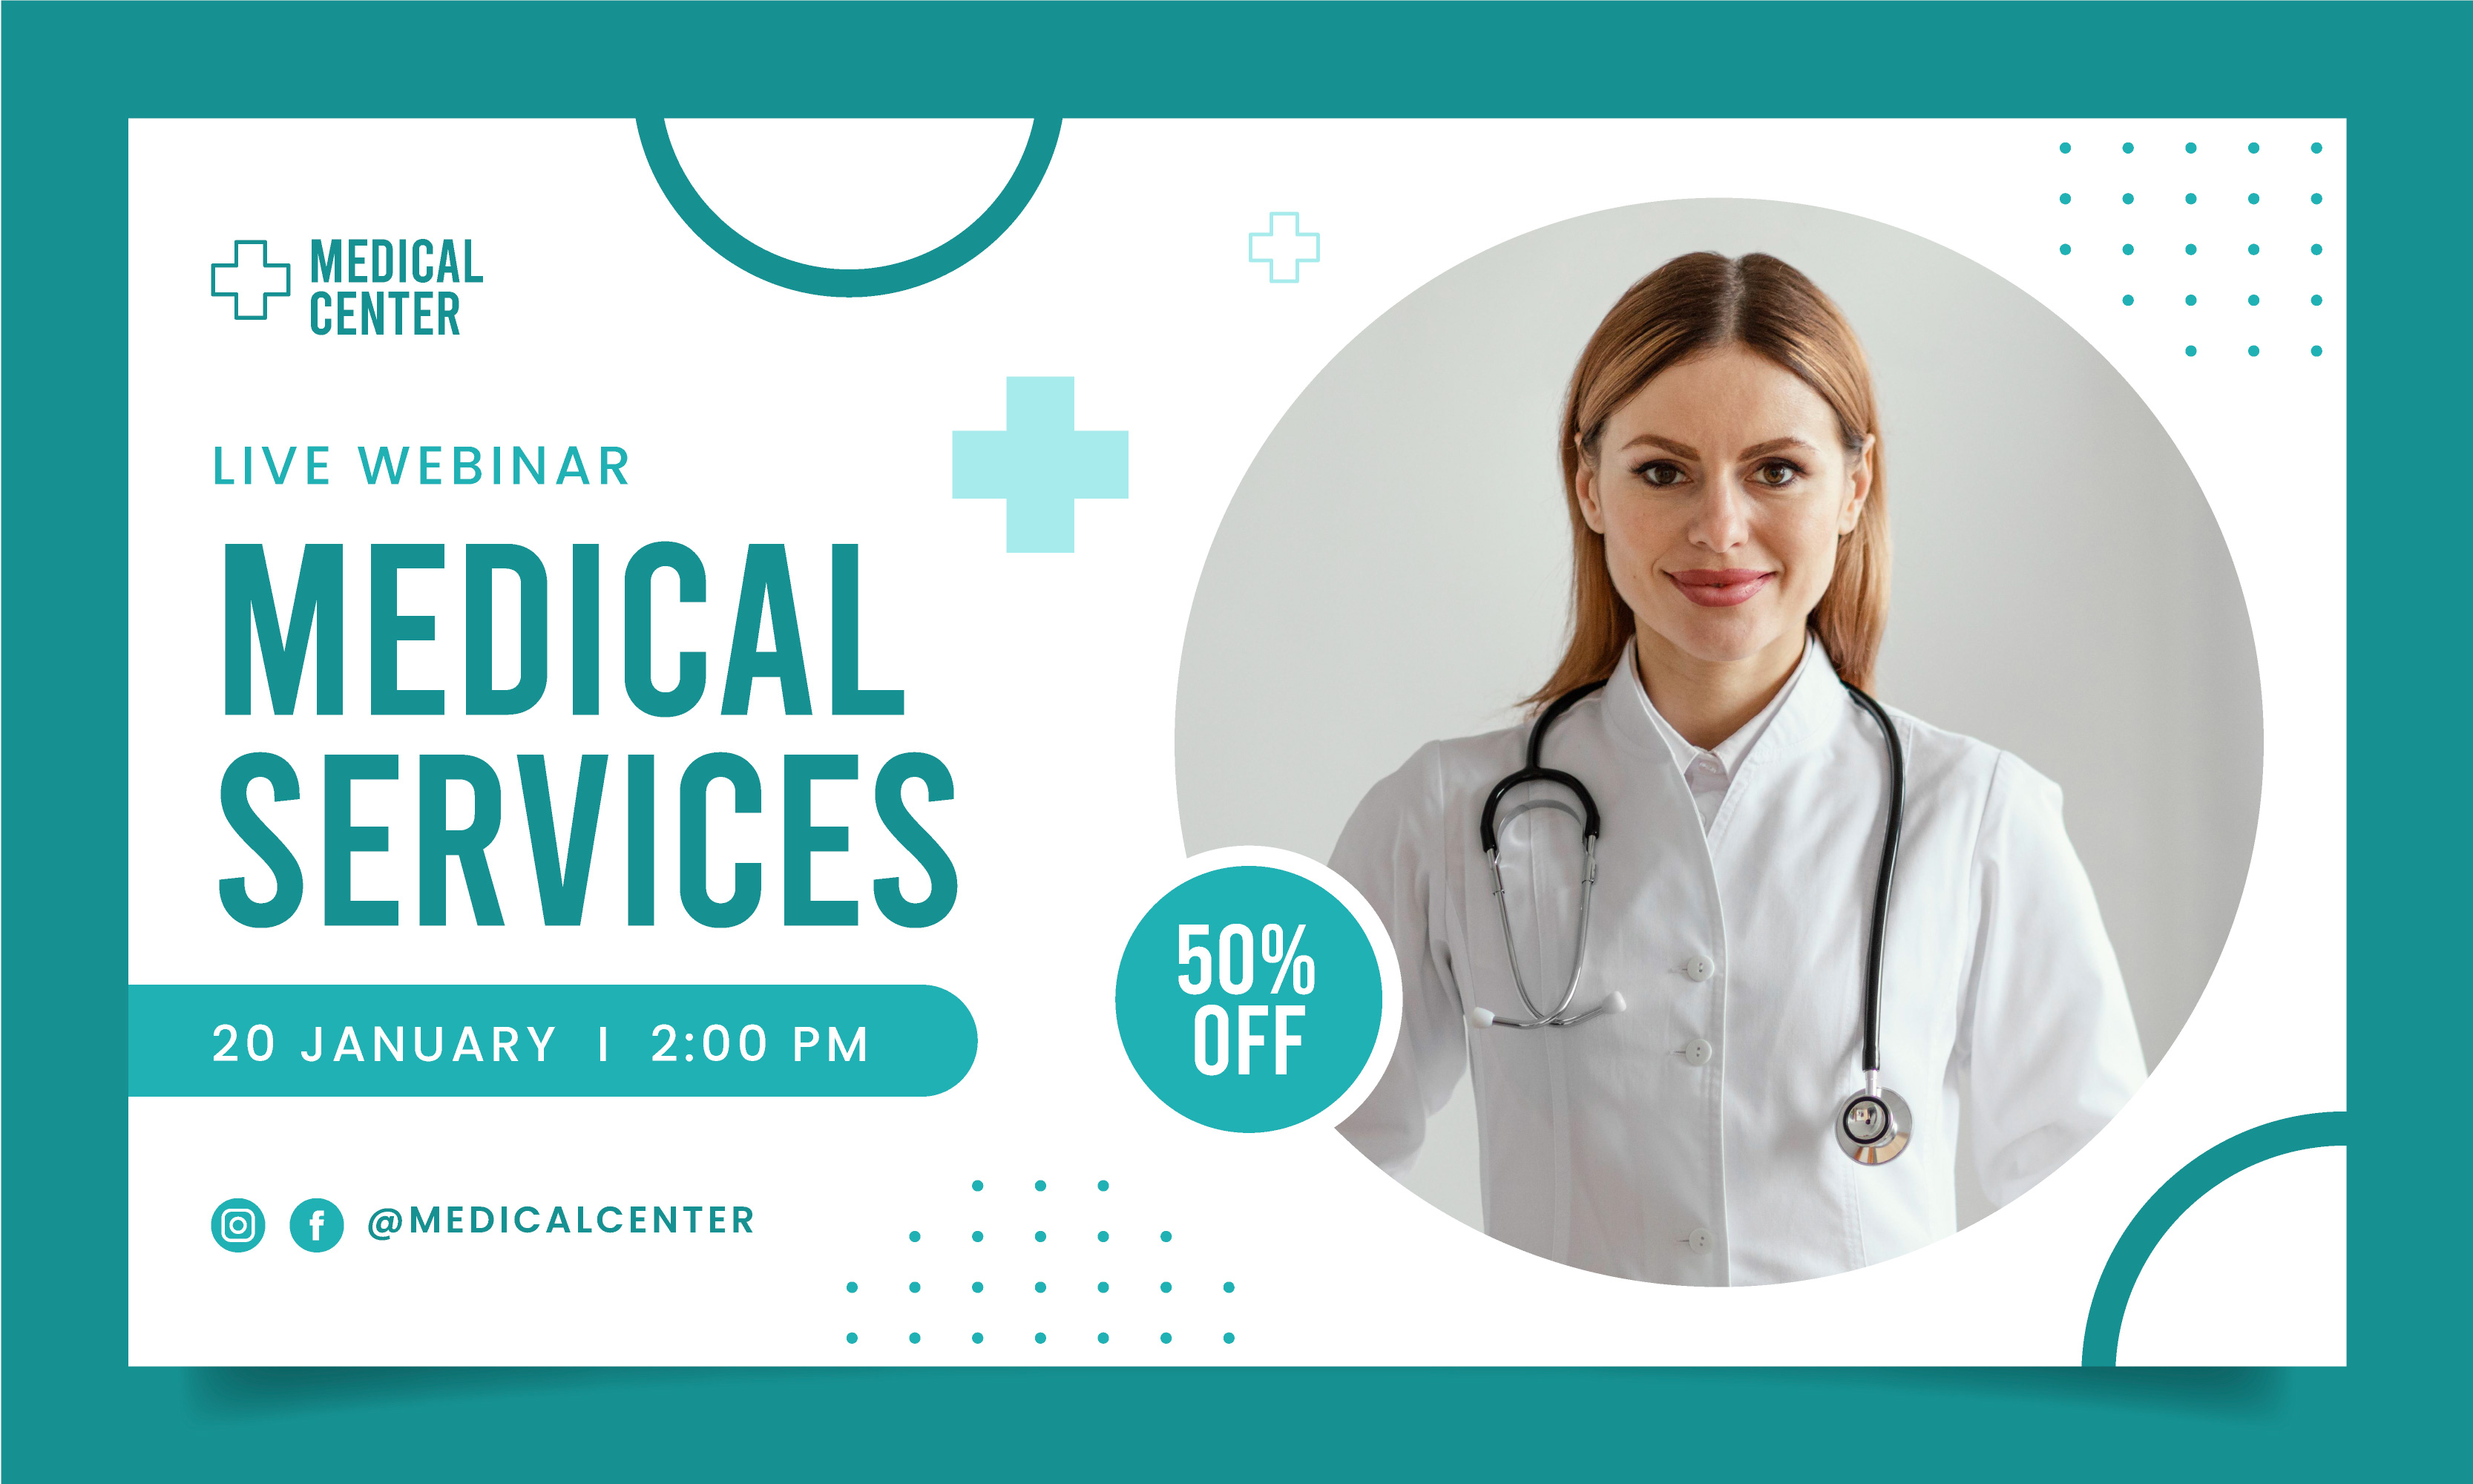 MEDICAL
CENTER
LIVE WEBINAR
MEDICAL
SERVICES
20 JANUARY I 2:00 PM
50%
OFF
@MEDICALCENTER